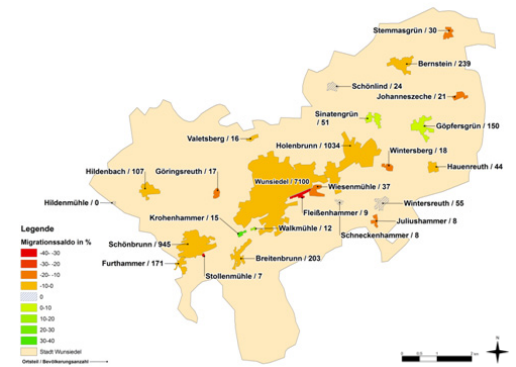 Stemmasgrün / 30
Bernstein / 239
Schönlind / 24
Johanneszeche / 21
Sinatengrün
/ 51
Göpfersgrün / 150
Valetsberg / 16
Holenbrunn / 1034
Wintersberg / 18
Hildenbach / 107
Göringsreuth / 17
Hauenreuth / 44
Wunsiedel / 7100
Wiesenmühle / 37
Hildenmühle / 0
Wintersreuth / 55
Fleißenhammer / 9
Krohenhammer / 15
Juliushammer / 8
Walkmühle / 12
Schneckenhammer / 8
Legende
Migrationssaldo in %
Schönbrunn / 945
Breitenbrunn / 203
Furthammer / 171
Stollenmühle / 7
-40- -30
-30- -20
-20- -10
-10-0
0
0-10
10-20
20-30
30-40
Stadt Wunsiedel
Ortsteil / Bevölkerungsanzahl
N